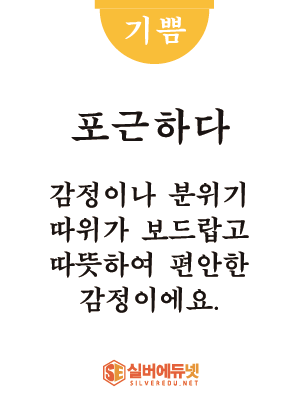 기쁨
포근하다
감정이나 분위기
따위가 보드랍고
따뜻하여 편안한
감정이에요.
SE 실버에듀넷
SILVEREDU.NET